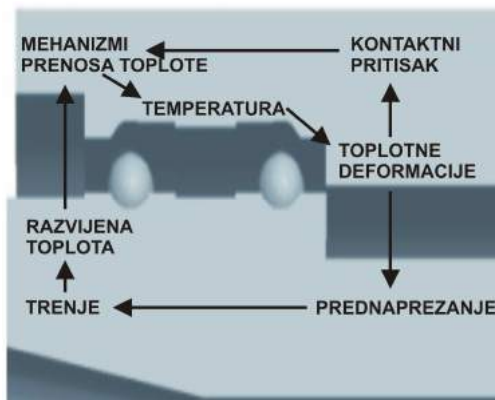 MEHANIZMI
PRENOSA TOPLOTE
KONTAKTNI
PRITISAK
TEMPERATURA
TOPLOTNE
DEFORMACIJE
RAZVIJENA
TOPLOTA
TRENJE
PREDNAPREZANJE